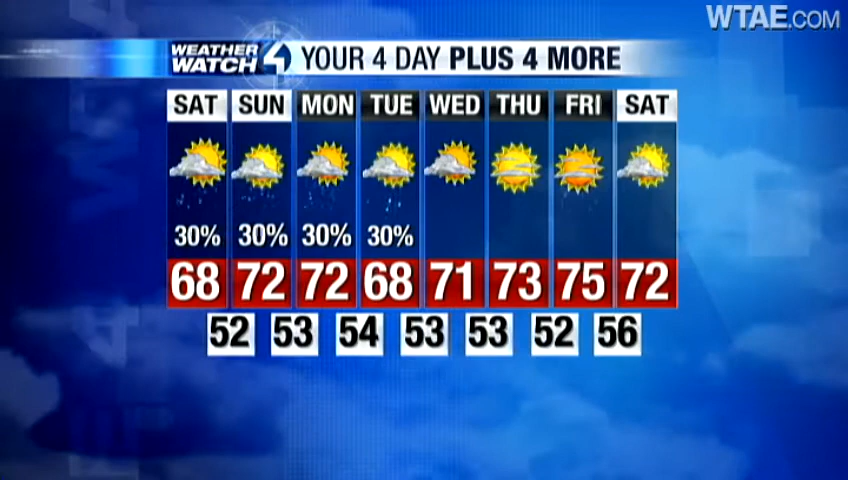 WTAE.COM
WEATHER
WATCH 4 YOUR 4 DAY PLUS 4 MORE
SAT SUN MON TUE WED THU FRI SAT
30% 30% 30% 30%
68 72 72 68 71 73 75 72
52 53 54 53 53 52 56